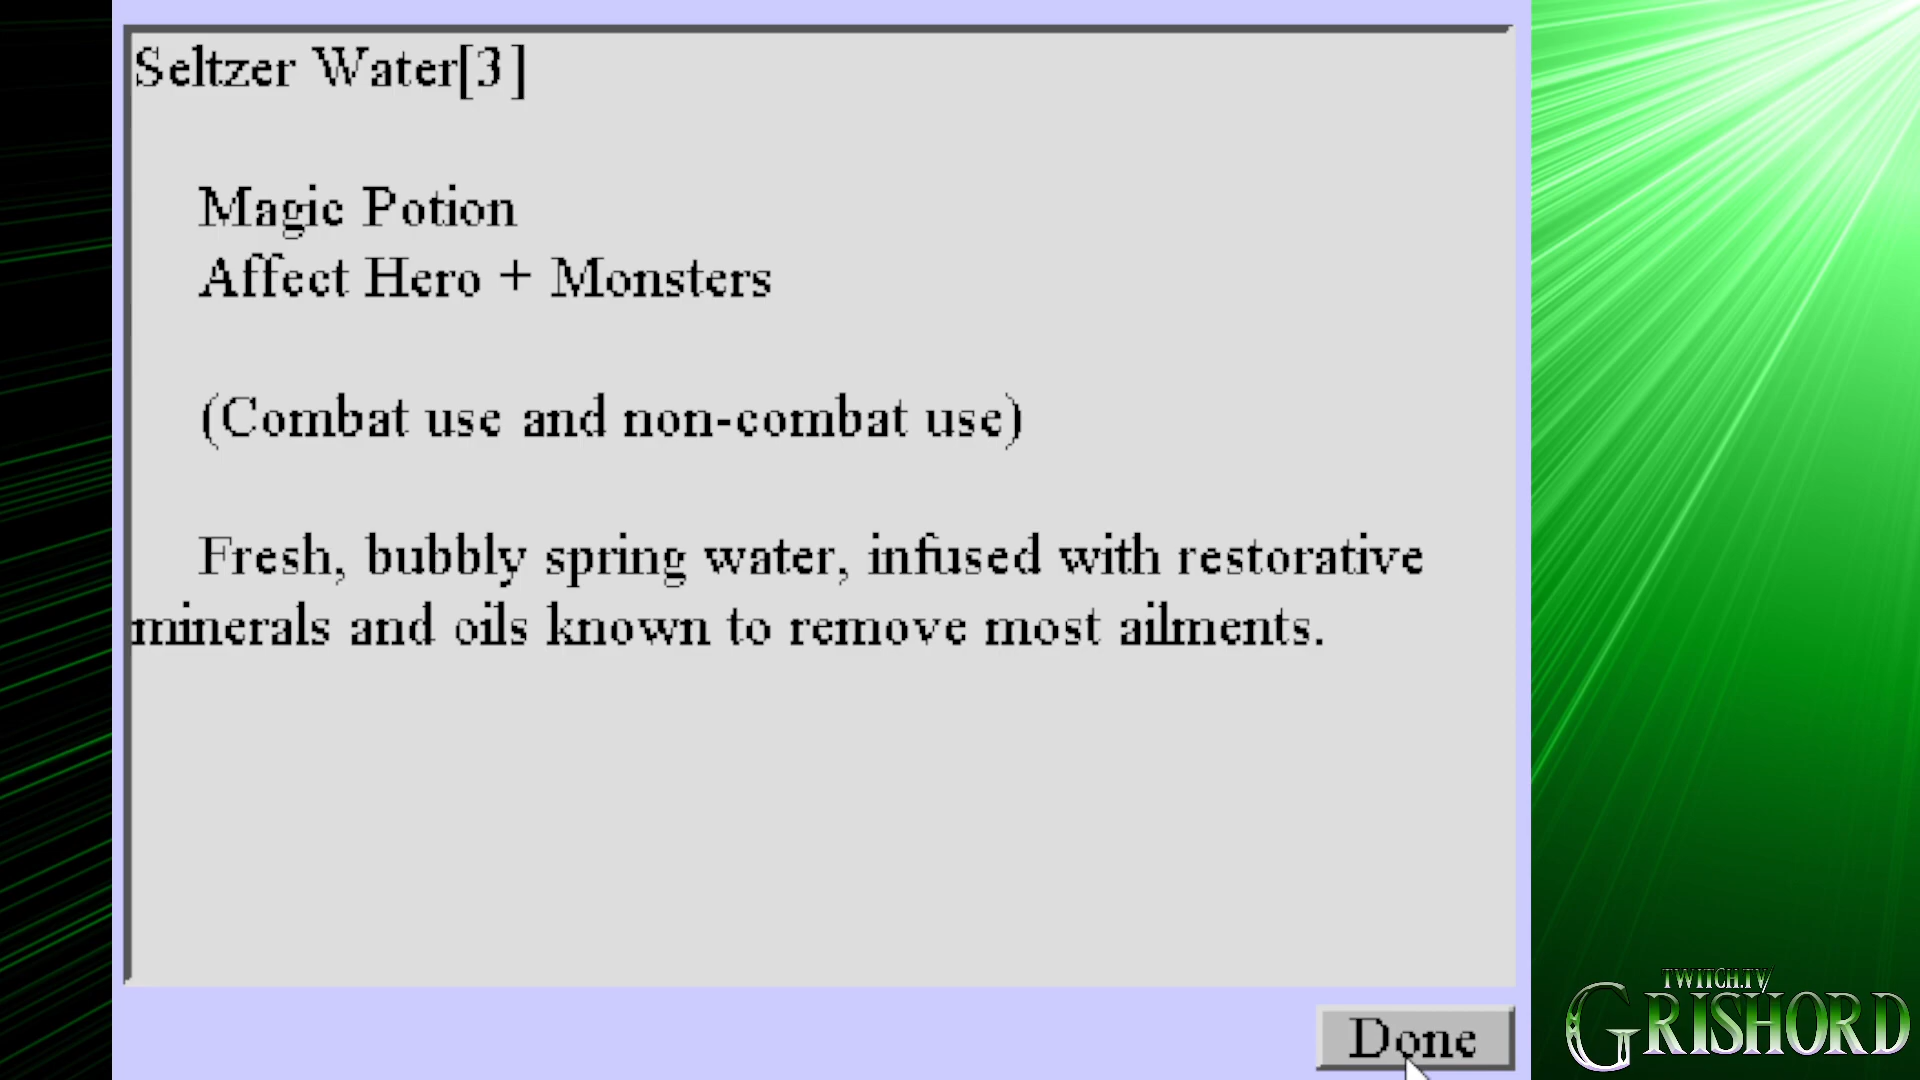 Seltzer Water[3]
Magic Potion
Affect Hero + Monsters
(Combat use and non-combat use)
Fresh, bubbly spring water, infused with restorative
minerals and oils known to remove most ailments.
Done
TWITCH.TV/
GRISHORD